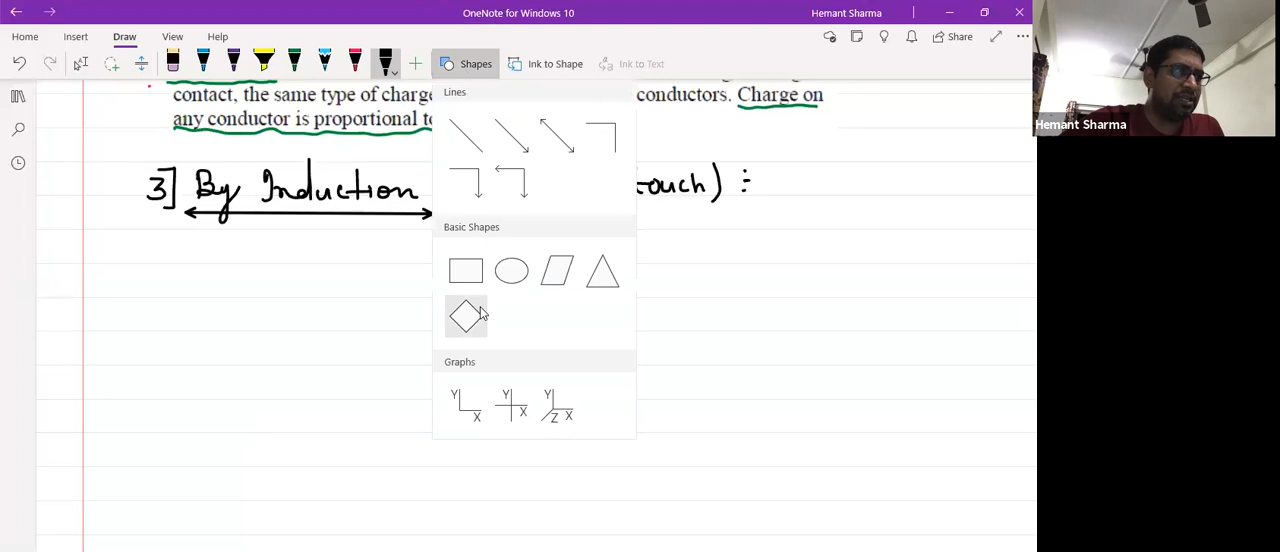 OneNote for Windows 10
Hemant Sharma
Home Insert Draw View Help
Share
Shapes Ink to Shape Ink to Text
Lines
contact, the same type of charge conductors. Charge on
any conductor is proportional to
3] By Induction touch) :
Basic Shapes
Graphs
Y X Y X Y Z X
Hemant Sharma